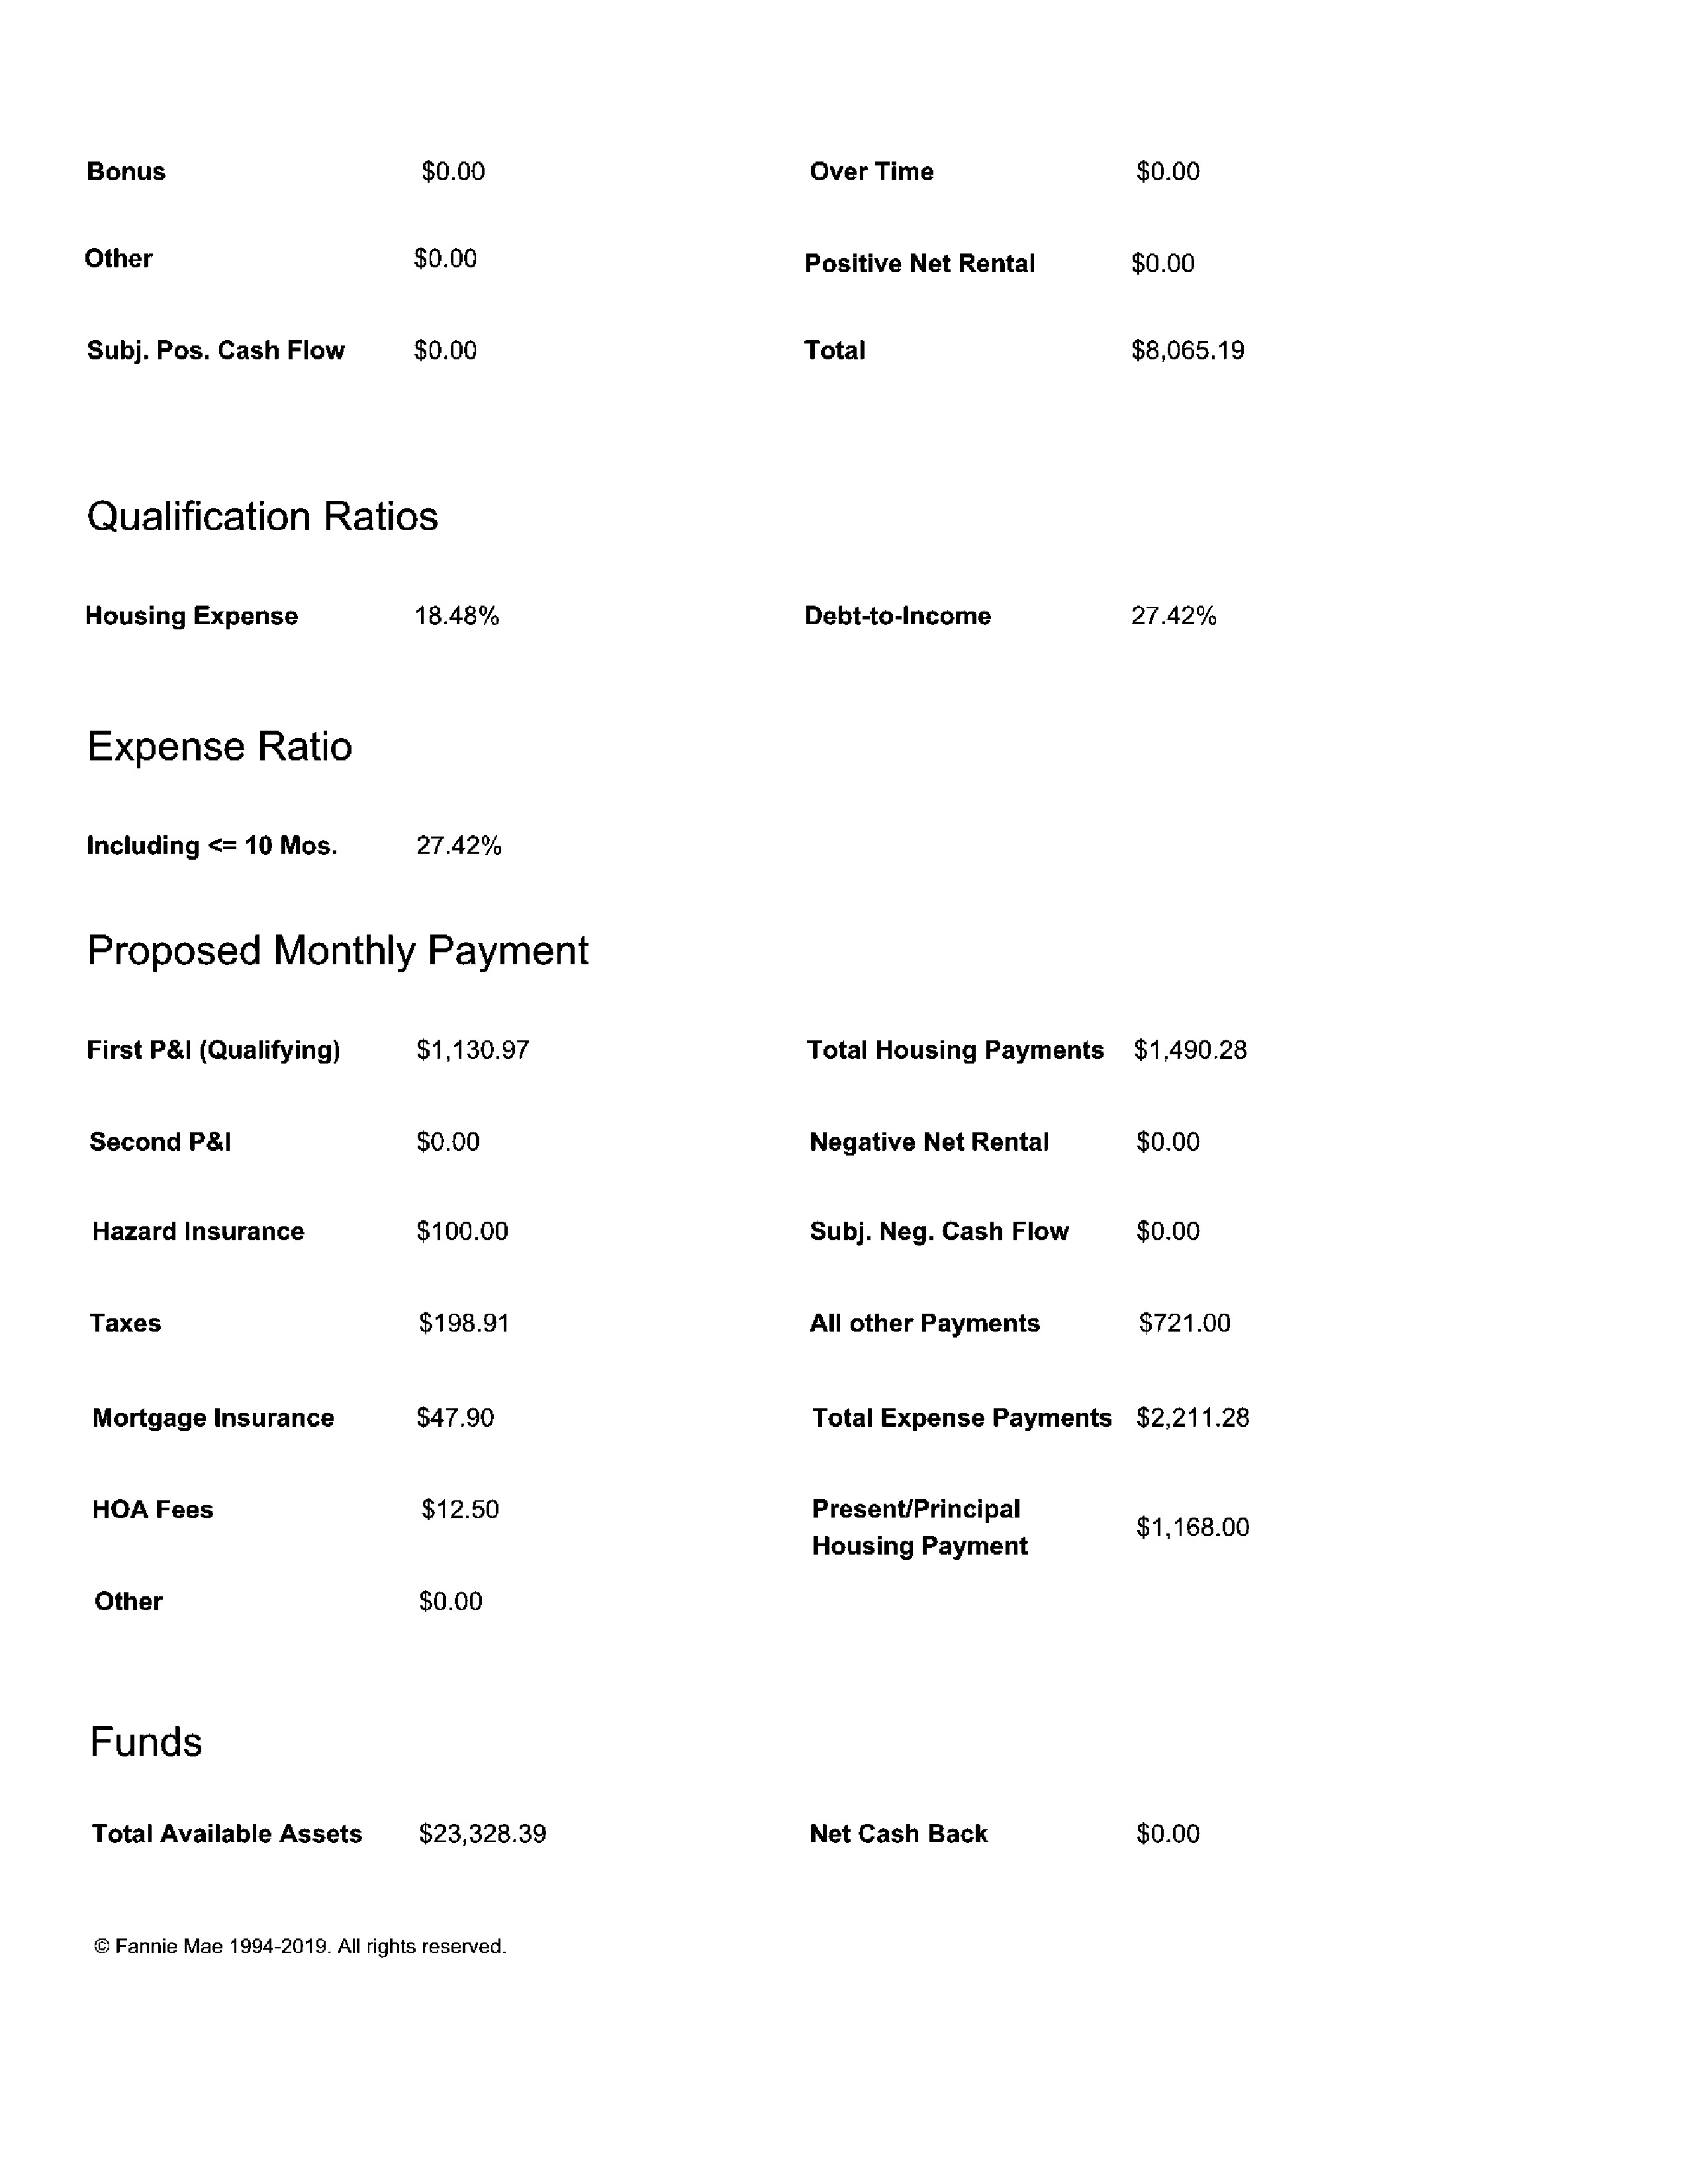 Bonus $0.00 Over Time $0.00
Other $0.00 Positive Net Rental $0.00
Subj. Pos. Cash Flow $0.00 Total $8,065.19
Qualification Ratios
Housing Expense 18.48% Debt-to-Income 27.42%
Expense Ratio
Including <= 10 Mos. 27.42%
Proposed Monthly Payment
First P&I (Qualifying) $1,130.97 Total Housing Payments $1,490.28
Second P&I $0.00 Negative Net Rental $0.00
Hazard Insurance $100.00 Subj. Neg. Cash Flow $0.00
Taxes $198.91 All other Payments $721.00
Mortgage Insurance $47.90 Total Expense Payments $2,211.28
HOA Fees $12.50 Present/Principal
Housing Payment $1,168.00
Other $0.00
Funds
Total Available Assets $23,328.39 Net Cash Back $0.00
© Fannie Mae 1994-2019. All rights reserved.